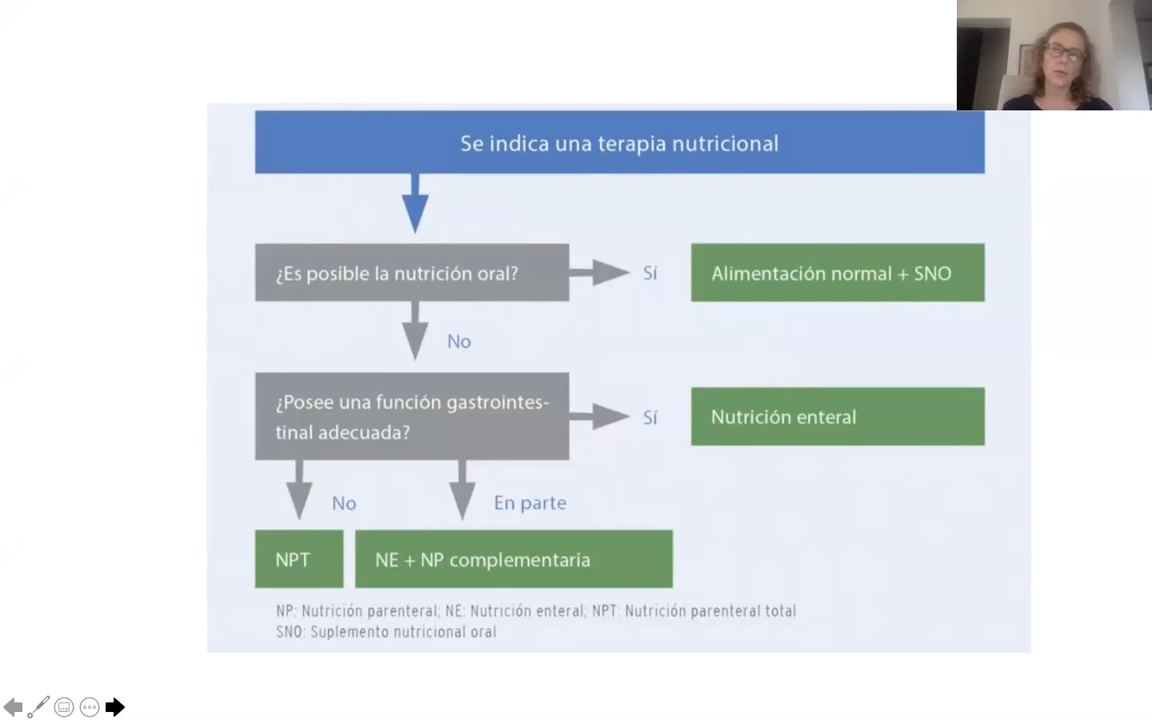 Se indica una terapia nutricional
¿Es posible la nutrición oral?
Sí
Alimentación normal + SNO
No
¿Posee una función gastrointes-
tinal adecuada?
Sí
Nutrición enteral
No
En parte
NPT
NE + NP complementaria
NP: Nutrición parenteral; NE: Nutrición enteral; NPT: Nutrición parenteral total
SNO: Suplemento nutricional oral